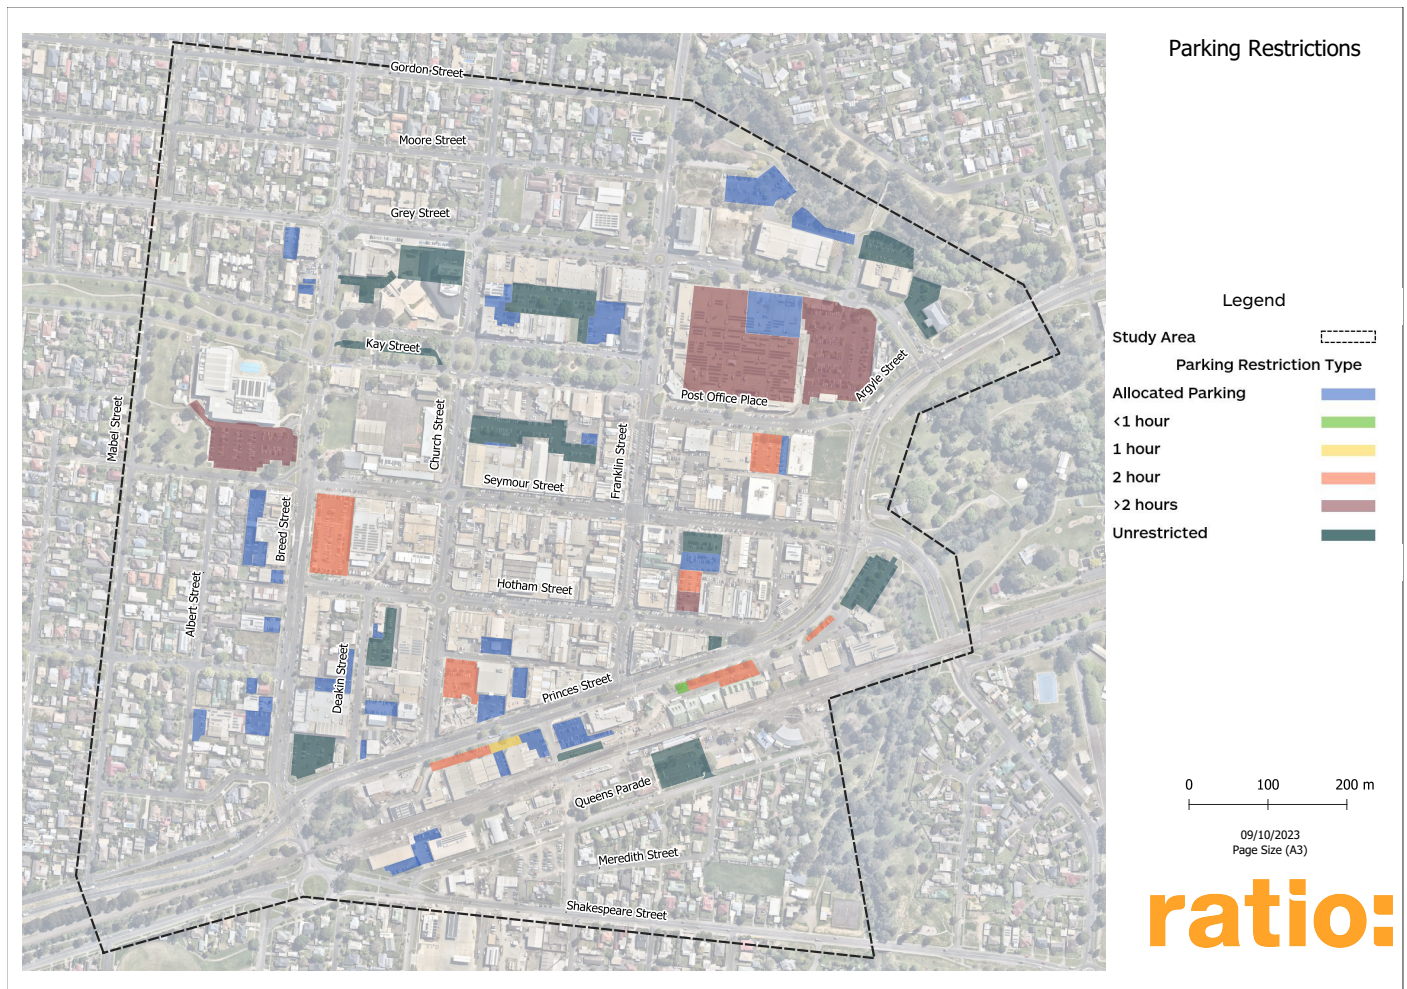 Parking Restrictions
Gordon Street
Moore Street
Grey Street
Kay Street
Post Office Place
Argyle Street
Mabel Street
Church Street
Franklin Street
Seymour Street
Breed Street
Hotham Street
Albert Street
Deakin Street
Princes Street
Queens Parade
Meredith Street
Shakespeare Street
Legend
Study Area
Parking Restriction Type
Allocated Parking
<1 hour
1 hour
2 hour
>2 hours
Unrestricted
0 100 200 m
09/10/2023
Page Size (A3)
ratio: